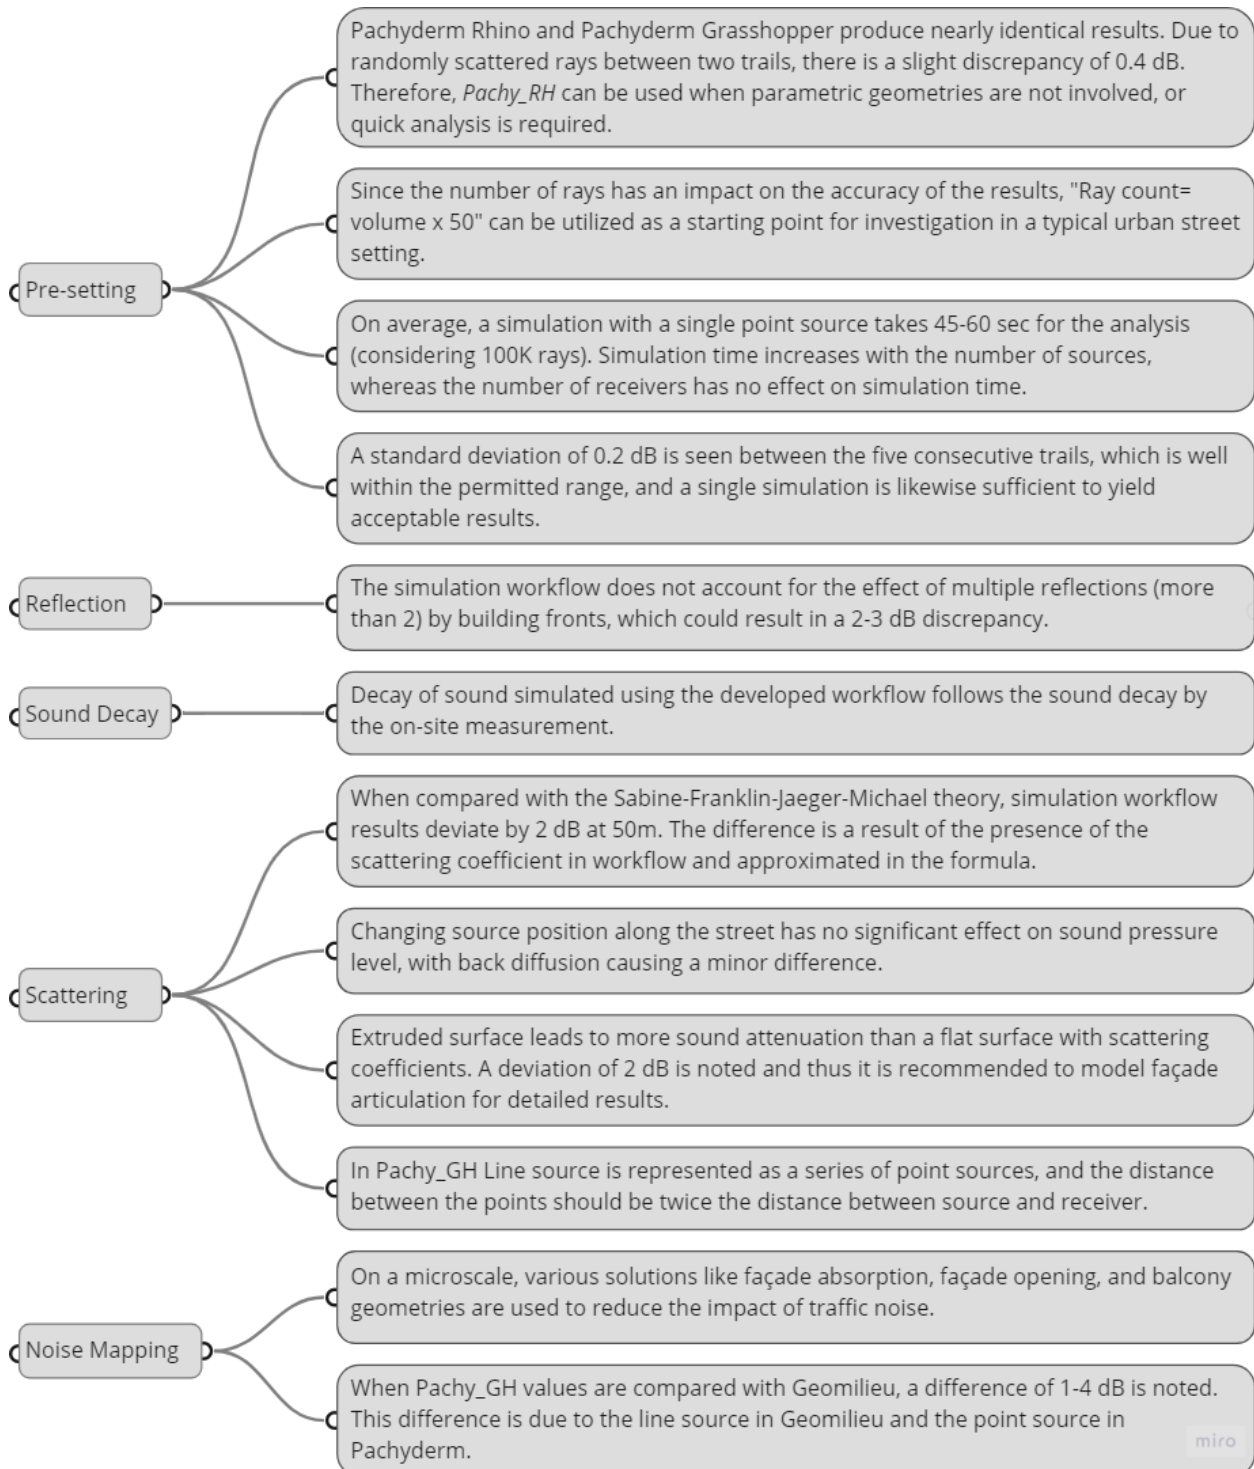 Pachyderm Rhino and Pachyderm Grasshopper produce nearly identical results. Due to
randomly scattered rays between two trails, there is a slight discrepancy of 0.4 dB.
Therefore, Pachy_RH can be used when parametric geometries are not involved, or
quick analysis is required.
Since the number of rays has an impact on the accuracy of the results, "Ray count=
volume x 50" can be utilized as a starting point for investigation in a typical urban street
setting.
Pre-setting
On average, a simulation with a single point source takes 45-60 sec for the analysis
(considering 100K rays). Simulation time increases with the number of sources,
whereas the number of receivers has no effect on simulation time.
A standard deviation of 0.2 dB is seen between the five consecutive trails, which is well
within the permitted range, and a single simulation is likewise sufficient to yield
acceptable results.
Reflection
The simulation workflow does not account for the effect of multiple reflections (more
than 2) by building fronts, which could result in a 2-3 dB discrepancy.
Sound Decay
Decay of sound simulated using the developed workflow follows the sound decay by
the on-site measurement.
When compared with the Sabine-Franklin-Jaeger-Michael theory, simulation workflow
results deviate by 2 dB at 50m. The difference is a result of the presence of the
scattering coefficient in workflow and approximated in the formula.
Changing source position along the street has no significant effect on sound pressure
level, with back diffusion causing a minor difference.
Scattering
Extruded surface leads to more sound attenuation than a flat surface with scattering
coefficients. A deviation of 2 dB is noted and thus it is recommended to model façade
articulation for detailed results.
In Pachy_GH Line source is represented as a series of point sources, and the distance
between the points should be twice the distance between source and receiver.
On a microscale, various solutions like façade absorption, façade opening, and balcony
geometries are used to reduce the impact of traffic noise.
Noise Mapping
When Pachy_GH values are compared with Geomilieu, a difference of 1-4 dB is noted.
This difference is due to the line source in Geomilieu and the point source in
Pachyderm.
miro